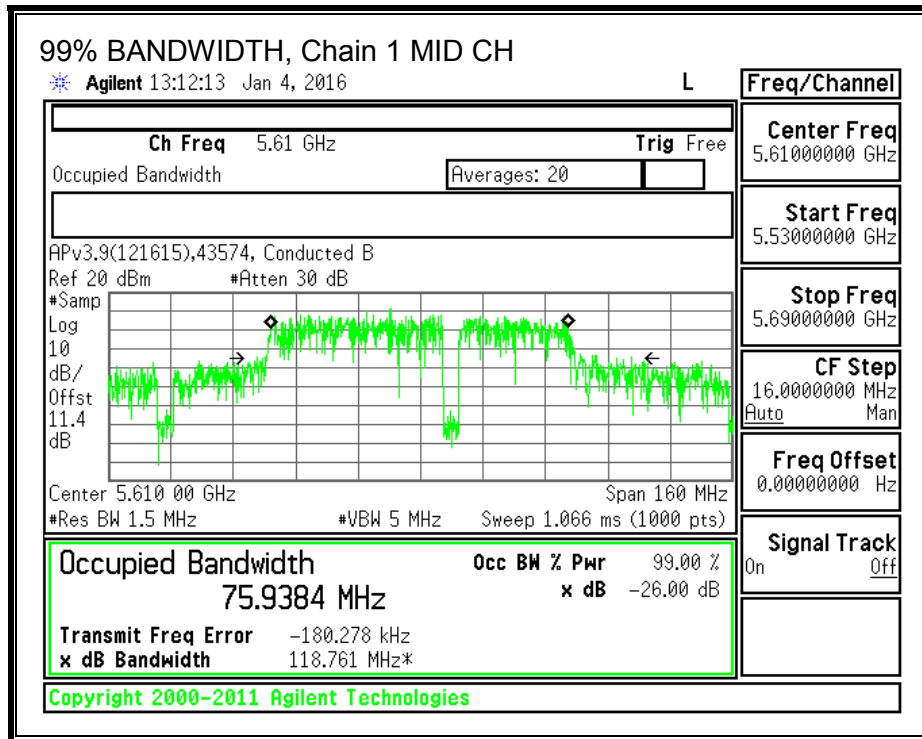 99% BANDWIDTH, Chain 1 MID CH
Agilent 13:12:13 Jan 4, 2016 L
Freq/Channel
Ch Freq 5.61 GHz Trig Free
Occupied Bandwidth Averages: 20
Center Freq
5.61000000 GHz
Start Freq
5.53000000 GHz
Stop Freq
5.69000000 GHz
CF Step
16.0000000 MHz
Auto Man
Freq Offset
0.00000000 Hz
Signal Track
On Off
APv3.9(121615),43574, Conducted B
Ref 20 dBm #Atten 30 dB
#Samp
Log
10
dB/
Offst
11.4
dB
Center 5.610 00 GHz Span 160 MHz
#Res BW 1.5 MHz #VBW 5 MHz Sweep 1.066 ms (1000 pts)
Occupied Bandwidth
75.9384 MHz
Occ BW % Pwr 99.00 %
x dB -26.00 dB
Transmit Freq Error -180.278 kHz
x dB Bandwidth 118.761 MHz*
Copyright 2000-2011 Agilent Technologies